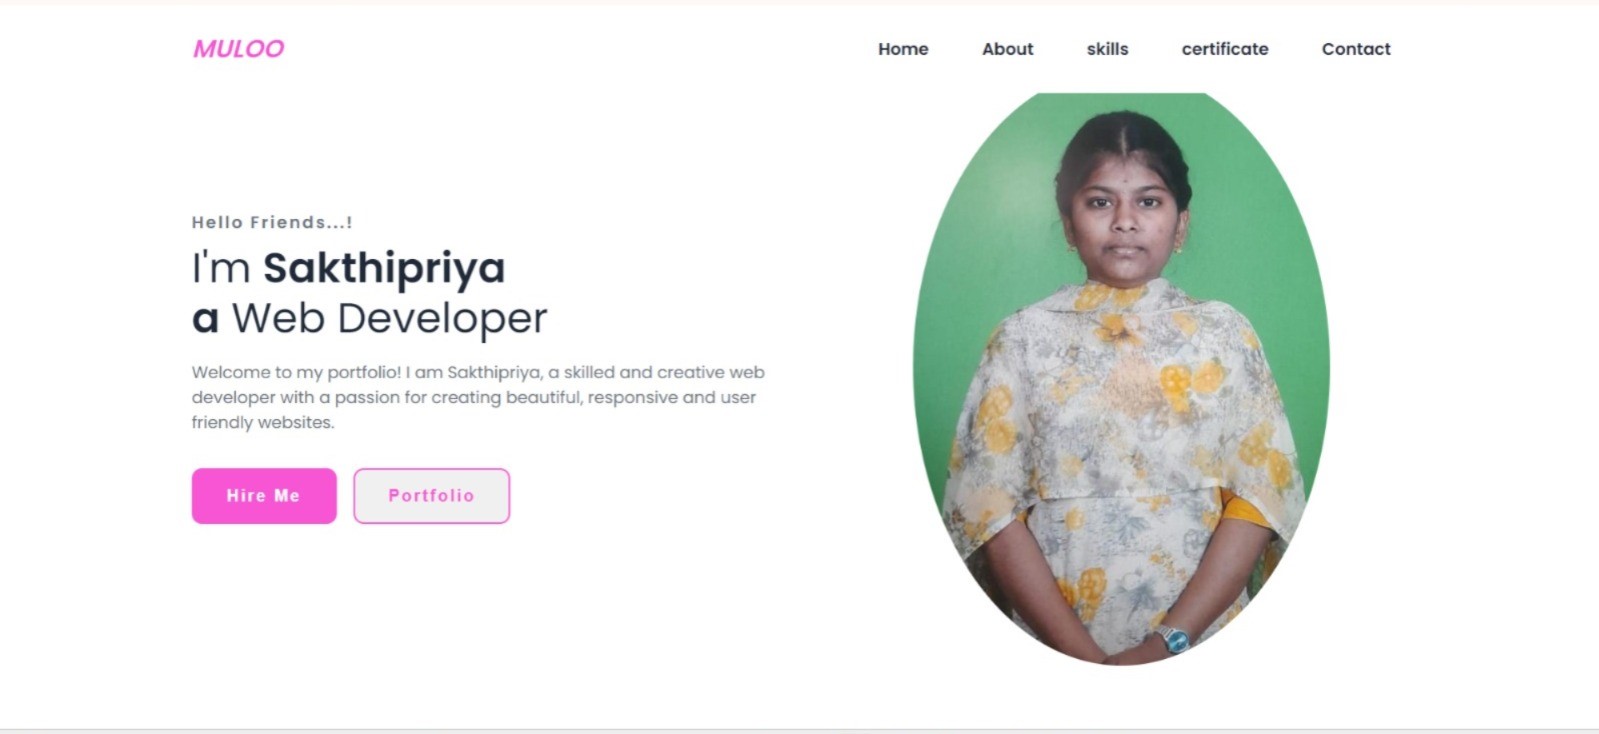 MULOO
Home About skills certificate Contact
Hello Friends...!
I'm Sakthipriya
a Web Developer
Welcome to my portfolio! I am Sakthipriya, a skilled and creative web
developer with a passion for creating beautiful, responsive and user
friendly websites.
Hire Me Portfolio